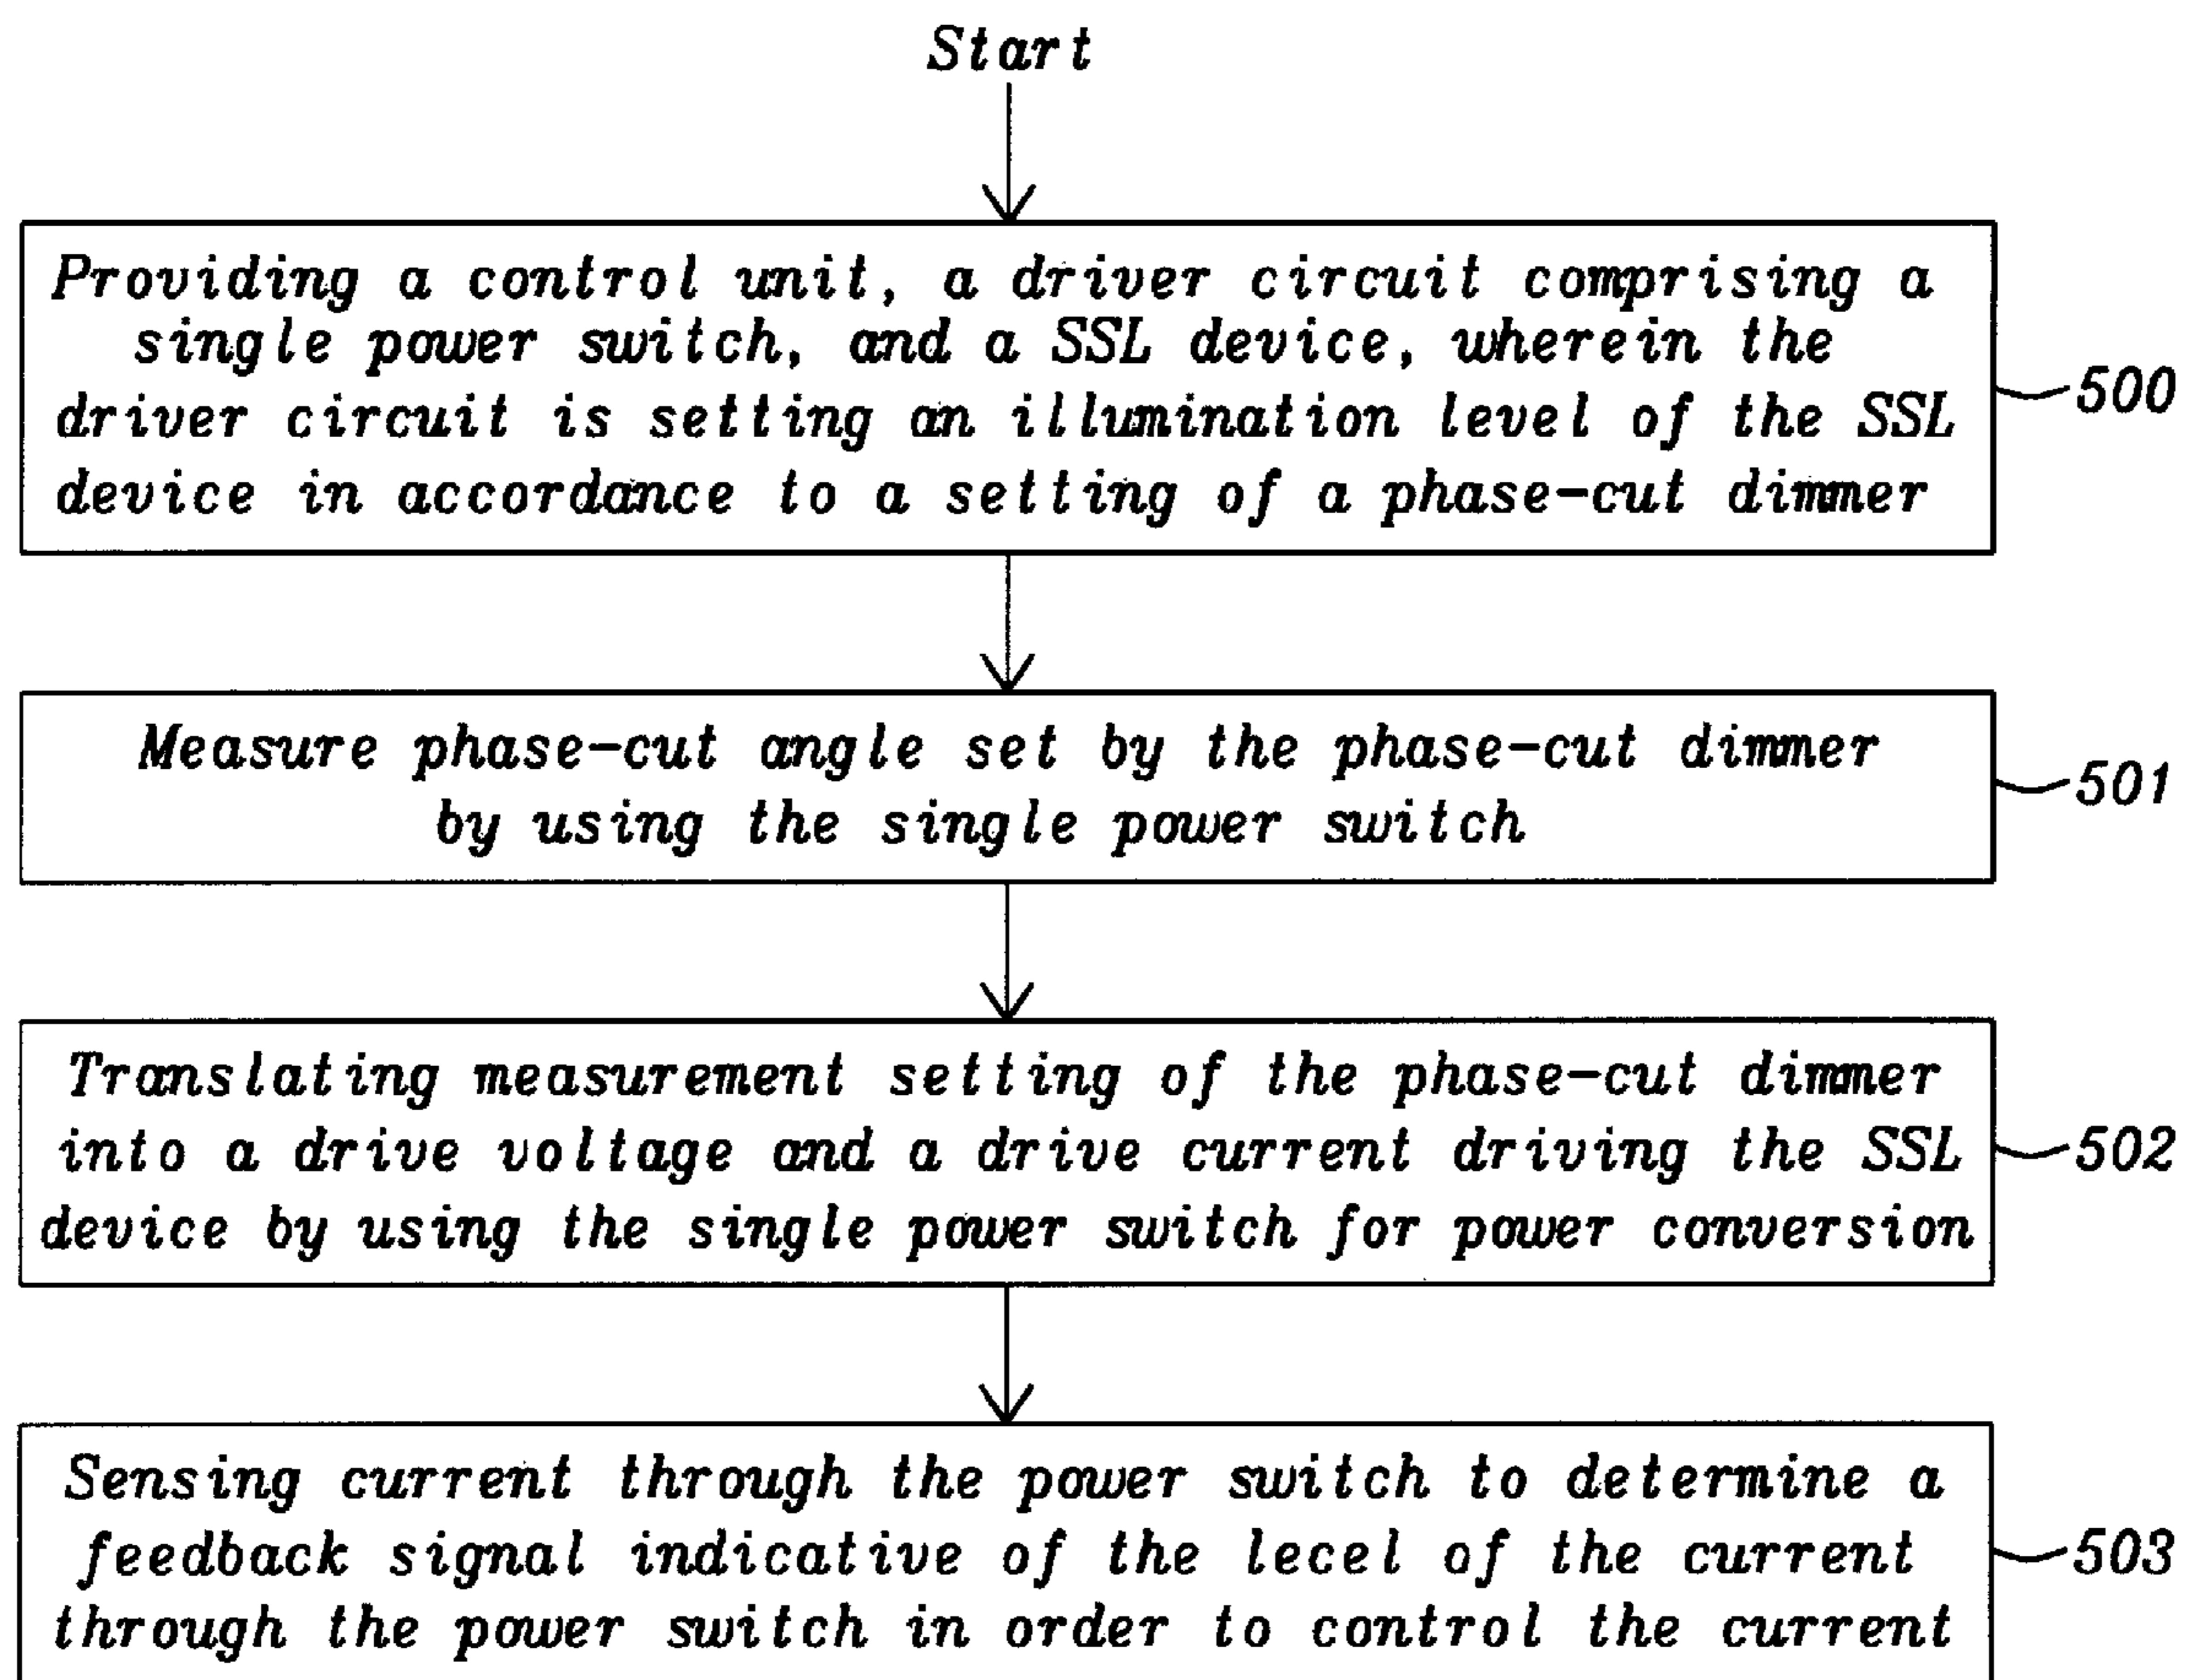 Start
Providing a control unit, a driver circuit comprising a
single power switch, and a SSL device, wherein the
driver circuit is setting an illumination level of the SSL
device in accordance to a setting of a phase-cut dimmer
500
Measure phase-cut angle set by the phase-cut dimmer
by using the single power switch
501
Translating measurement setting of the phase-cut dimmer
into a drive voltage and a drive current driving the SSL
device by using the single power switch for power conversion
502
Sensing current through the power switch to determine a
feedback signal indicative of the lecel of the current
through the power switch in order to control the current
503